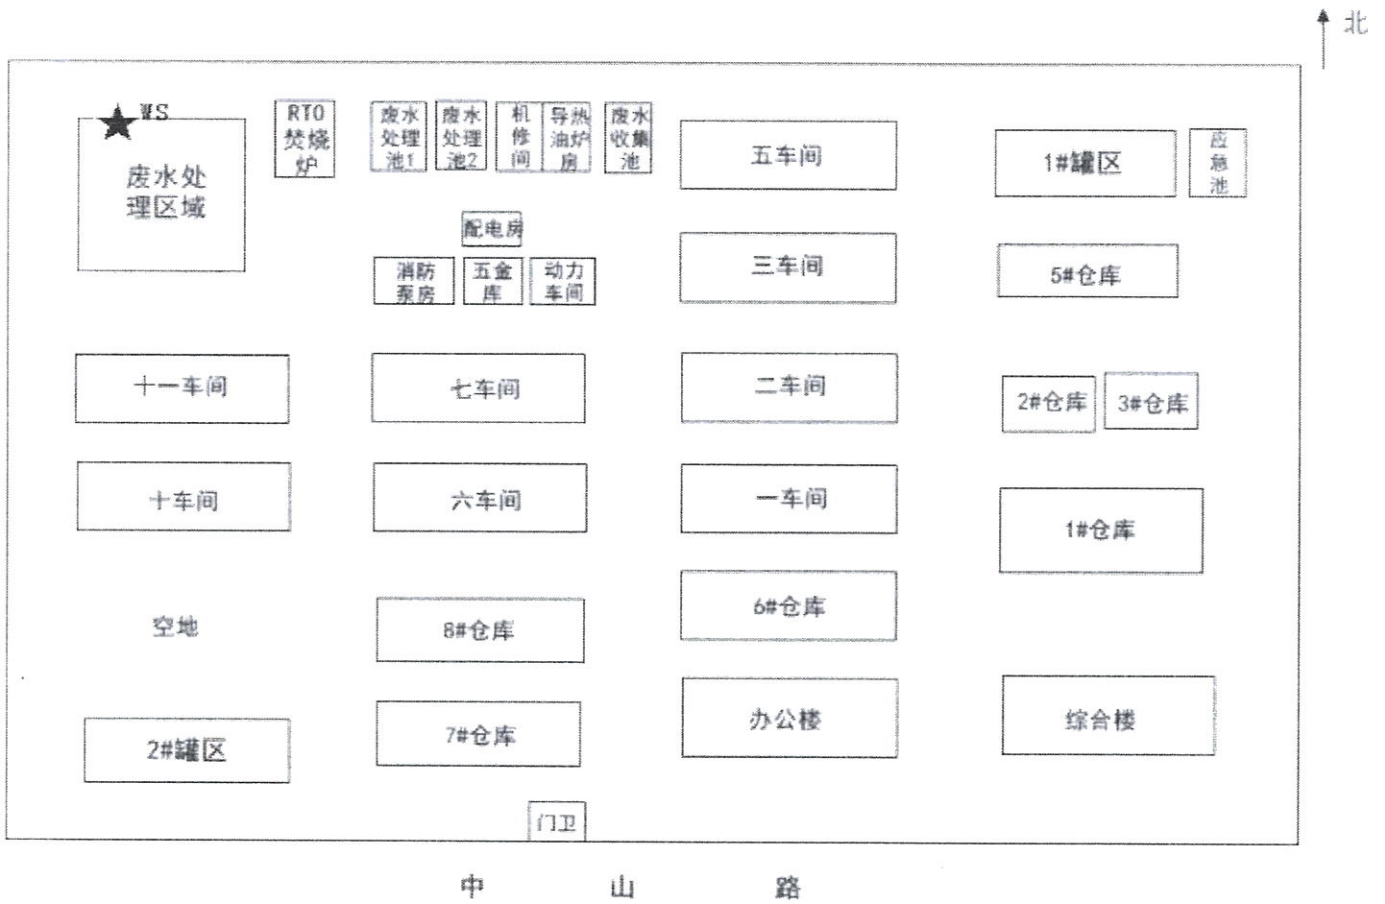 北
WS
废水处
理区域
RTO
焚烧
炉
废水
处理
池1
废水
处理
池2
机
修
间
导热
油炉
房
废水
收集
池
五车间
1#罐区
应
急
池
配电房
消防
泵房
五金
库
动力
车间
三车间
5#仓库
十一车间
七车间
二车间
2#仓库
3#仓库
十车间
六车间
一车间
1#仓库
空地
8#仓库
6#仓库
2#罐区
7#仓库
办公楼
综合楼
门卫
中 山 路